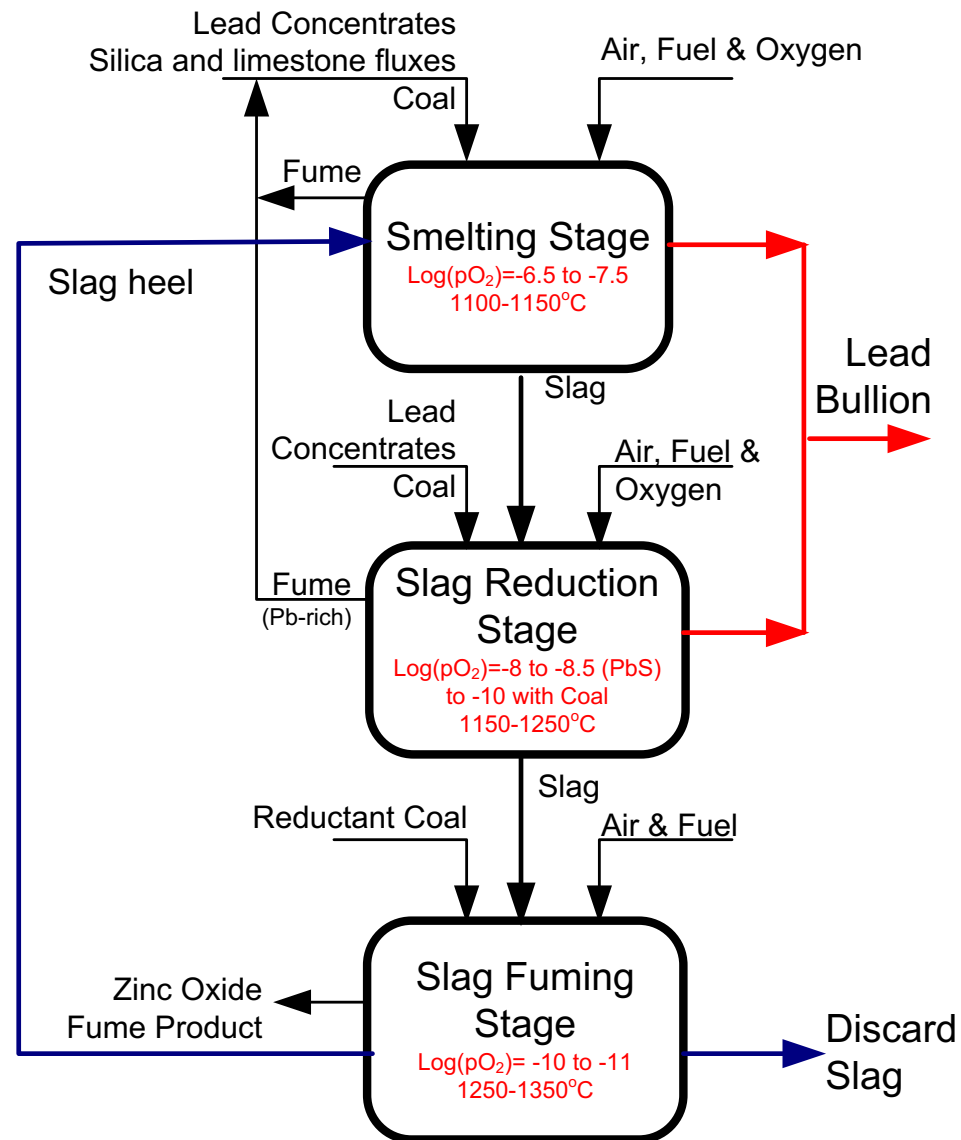 Lead Concentrates
Silica and limestone fluxes
Coal
Air, Fuel & Oxygen
Fume
Smelting Stage
Log(pO₂)=-6.5 to -7.5
1100-1150°C
Slag heel
Lead
Bullion
Slag
Lead
Concentrates
Coal
Air, Fuel &
Oxygen
Fume
(Pb-rich)
Slag Reduction
Stage
Log(pO₂)=-8 to -8.5 (PbS)
to -10 with Coal
1150-1250°C
Slag
Reductant Coal
Air & Fuel
Zinc Oxide
Fume Product
Slag Fuming
Stage
Log(pO₂)= -10 to -11
1250-1350°C
Discard
Slag